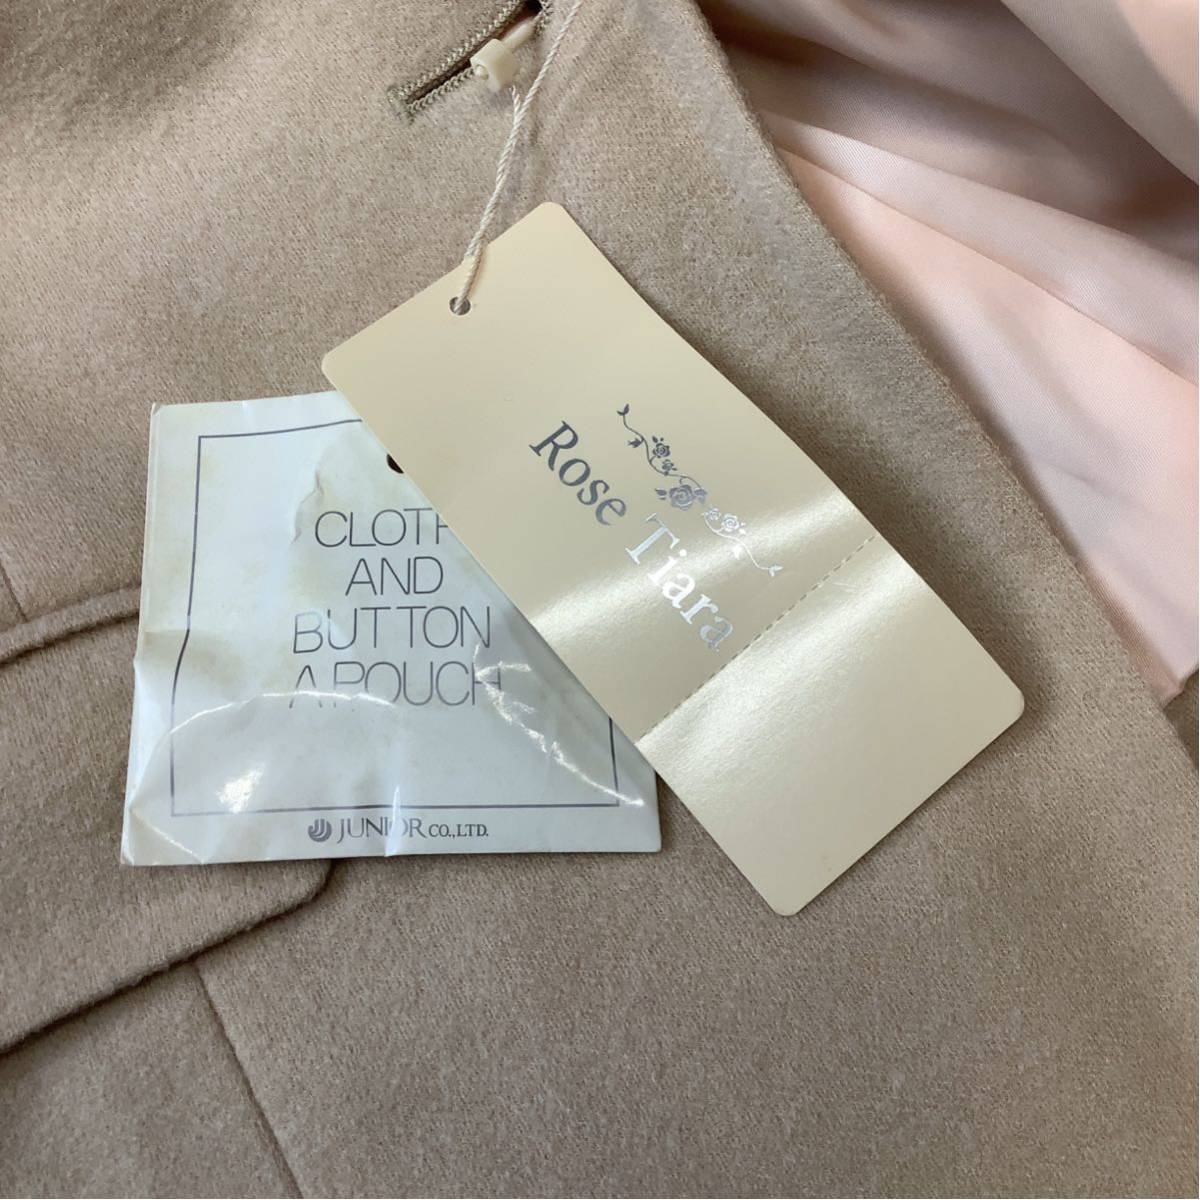 Rose Tiara
CLOTH
AND
BUTTON
A POUCH
JUNIOR CO.,LTD.